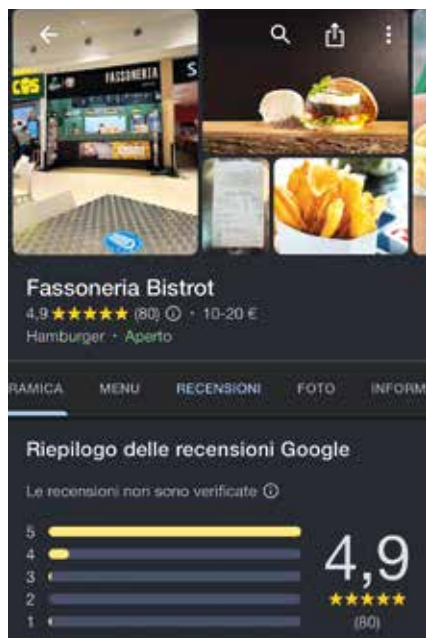 FASSONERIA
S
COS
Fassoneria Bistrot
4,9 ★★★★★ (80) ⓘ · 10-20 €
Hamburger · Aperto
RAMICA MENU RECENSIONI FOTO INFORM
Riepilogo delle recensioni Google
Le recensioni non sono verificate ⓘ
5
4
3
2
1
4,9
★★★★★
(80)